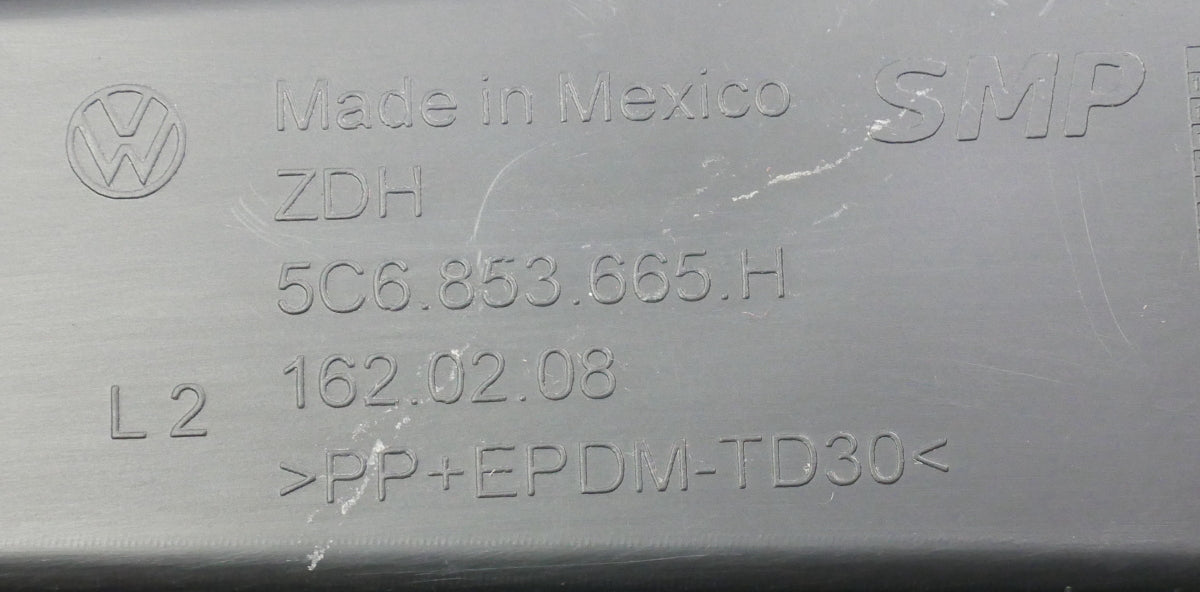 Made in Mexico SMP
ZDH
5C6.853.665.H
162.02.08
L 2
>PP+EPDM-TD30<